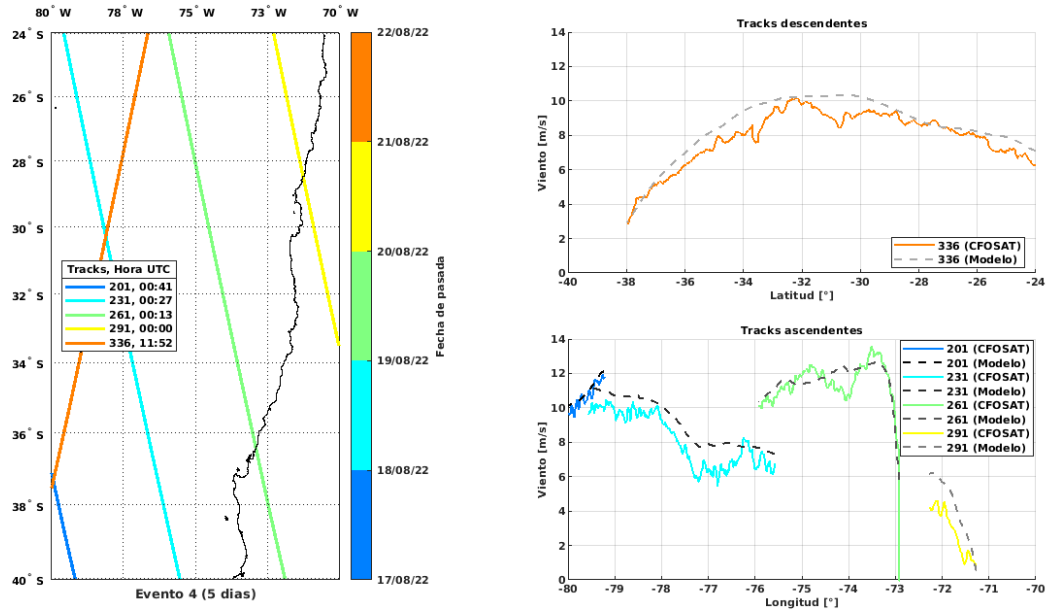 80° W 78° W 75° W 73° W 70° W
24° S
26° S
28° S
30° S
32° S
34° S
36° S
38° S
40° S
Tracks, Hora UTC
201, 00:41
231, 00:27
261, 00:13
291, 00:00
336, 11:52
Evento 4 (5 dias)
22/08/22
21/08/22
20/08/22
19/08/22
18/08/22
17/08/22
Fecha de pasada
Tracks descendentes
14
12
10
8
6
4
2
0
Viento [m/s]
-40 -38 -36 -34 -32 -30 -28 -26 -24
Latitud [°]
336 (CFOSAT)
336 (Modelo)
Tracks ascendentes
14
12
10
8
6
4
2
0
Viento [m/s]
-80 -79 -78 -77 -76 -75 -74 -73 -72 -71 -70
Longitud [°]
201 (CFOSAT)
201 (Modelo)
231 (CFOSAT)
231 (Modelo)
261 (CFOSAT)
261 (Modelo)
291 (CFOSAT)
291 (Modelo)